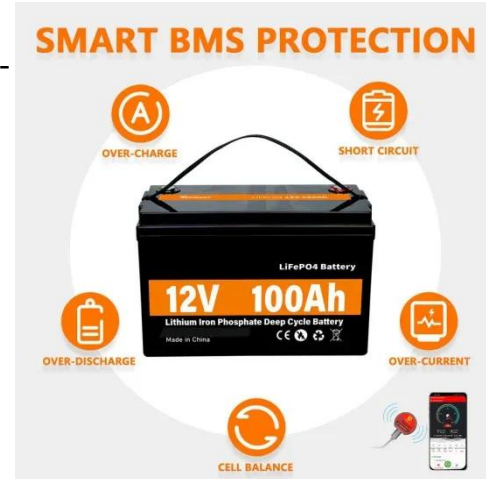 SMART BMS PROTECTION
OVER-CHARGE
SHORT CIRCUIT
LiFePO4 Battery
12V 100Ah
Lithium Iron Phosphate Deep Cycle Battery
Made in China
CE
OVER-DISCHARGE
OVER-CURRENT
CELL BALANCE